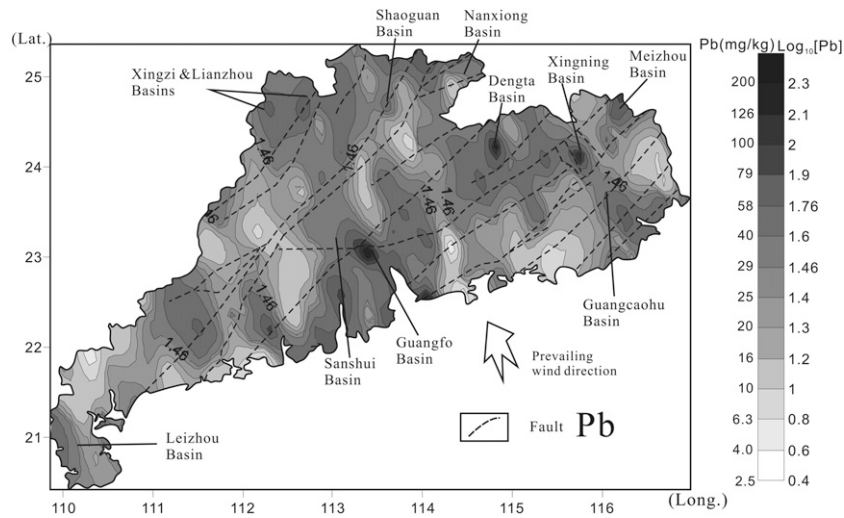 Shaoguan
Basin
Nanxiong
Basin
(Lat.)
Xingzi & Lianzhou
Basins
Dengta
Basin
Xingning
Basin
Meizhou
Basin
Pb(mg/kg) Log₁₀[Pb]
25
24
23
22
21
1.46
1.46
1.46
1.46
1.46
1.46
1.46
Guangcaohu
Basin
Guangfo
Basin
Sanshui
Basin
Prevailing
wind direction
Leizhou
Basin
Fault Pb
110 111 112 113 114 115 116
(Long.)
200 2.3
126 2.1
100 2
79 1.9
58 1.76
40 1.6
29 1.46
25 1.4
20 1.3
16 1.2
10 1
6.3 0.8
4.0 0.6
2.5 0.4